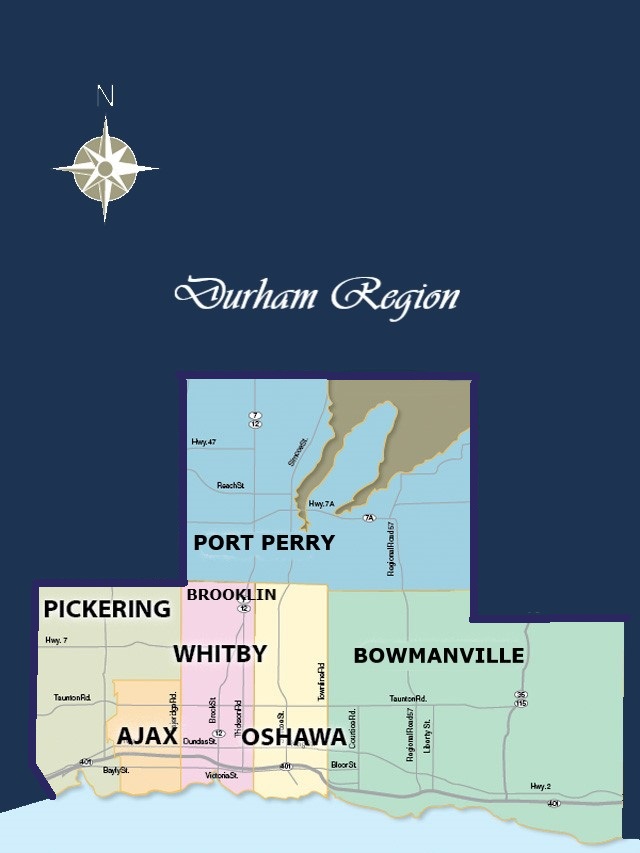 N
Durham Region
7
12
Hwy.47
Simcoe St.
Reach St.
Hwy.7A
7A
Regional Road 57
PORT PERRY
BROOKLIN
12
PICKERING
Hwy. 7
WHITBY
BOWMANVILLE
Townline Rd.
Taunton Rd.
Brock St.
Thickson Rd.
Taunton Rd.
35
115
AJAX
Dundas St.
12
OSHAWA
Courtice Rd.
Regional Road 57
Liberty St.
401
Bayly St.
Victoria St.
401
Bloor St.
Hwy.2
401